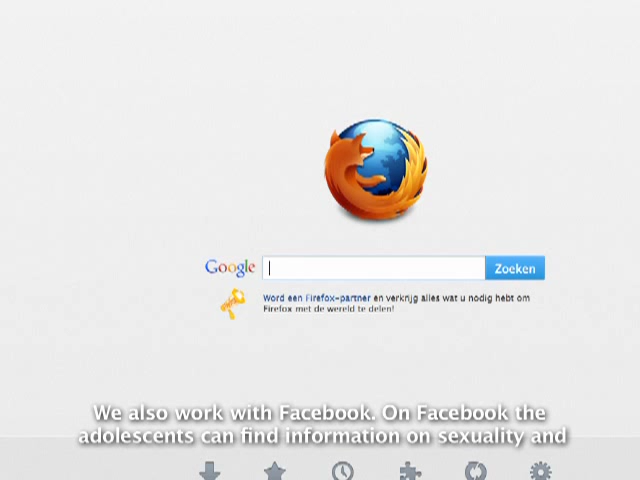 Google
Zoeken
Word een Firefox-partner en verkrijg alles wat u nodig hebt om
Firefox met de wereld te delen!
We also work with Facebook. On Facebook the
adolescents can find information on sexuality and